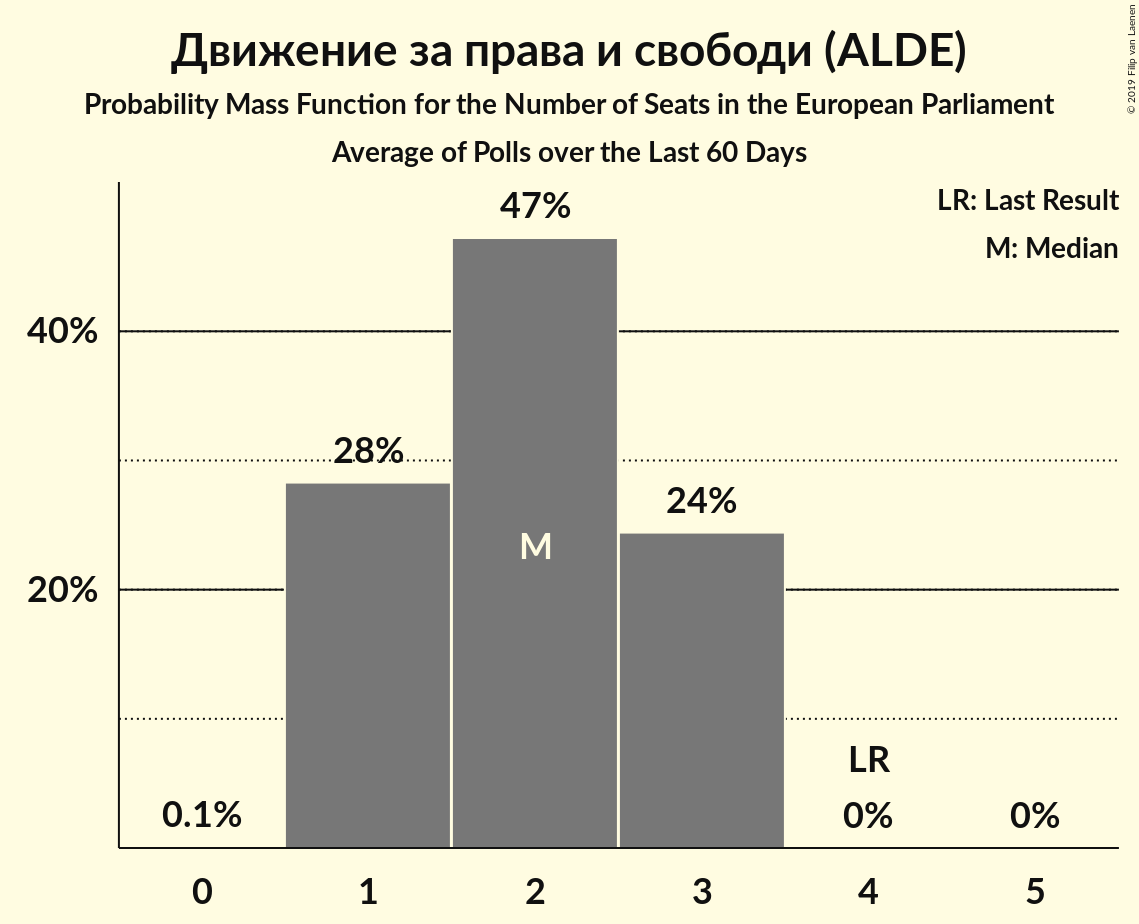 Движение за права и свободи (ALDE)
Probability Mass Function for the Number of Seats in the European Parliament
Average of Polls over the Last 60 Days
© 2019 Filip van Laenen
LR: Last Result
M: Median
47%
40%
28%
24%
M
20%
LR
0.1%
0%
0%
0
1
2
3
4
5